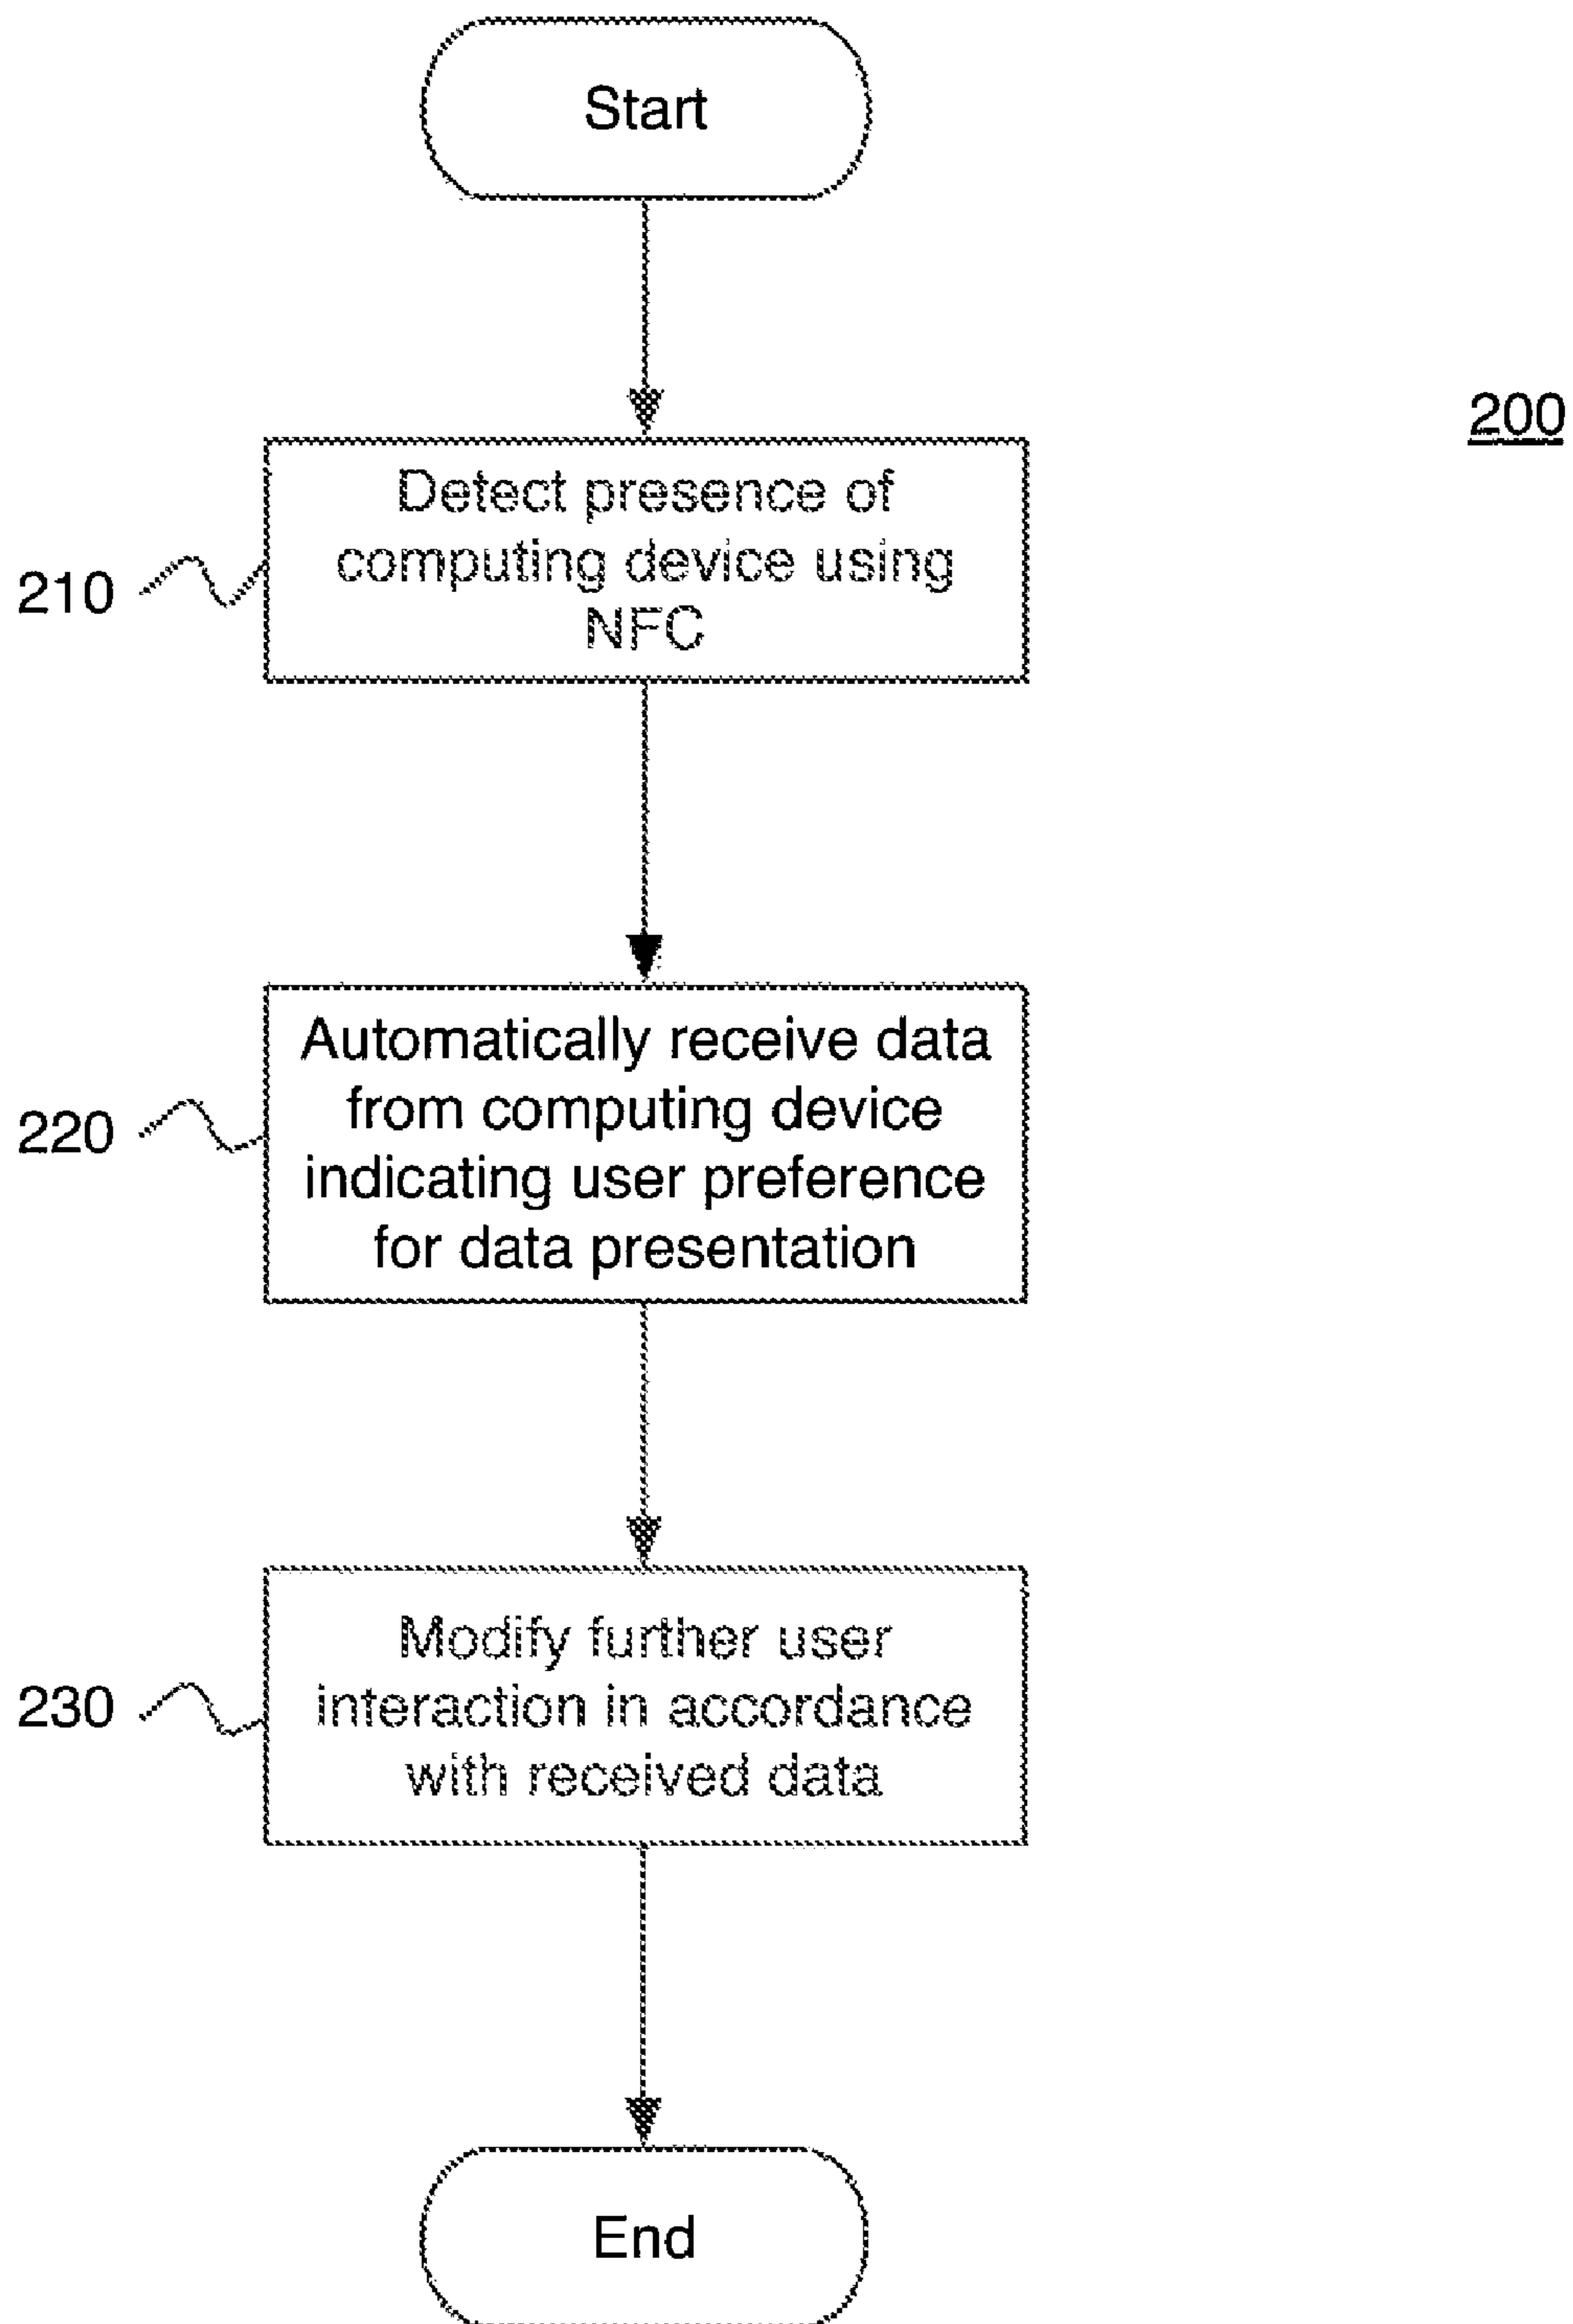 Start
200
Detect presence of
computing device using
NFC
210
Automatically receive data
from computing device
indicating user preference
for data presentation
220
Modify further user
interaction in accordance
with received data
230
End